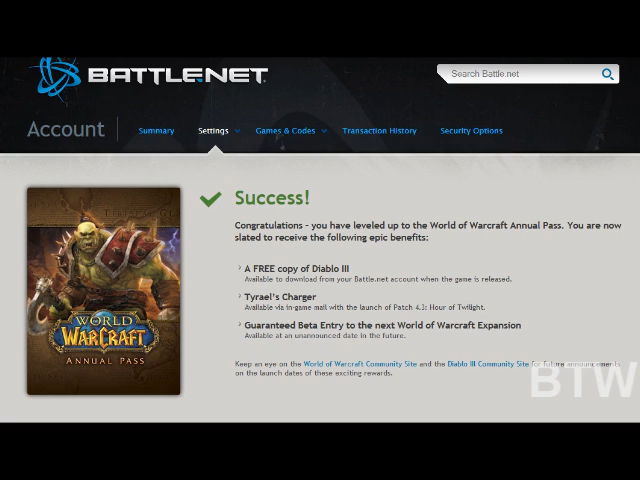 BATTLE.NET
Search Battle.net
Account
Summary Settings Games & Codes Transaction History Security Options
Success!
Congratulations – you have leveled up to the World of Warcraft Annual Pass. You are now
slated to receive the following epic benefits:
A FREE copy of Diablo III
Available to download from your Battle.net account when the game is released.
Tyrael's Charger
Available via in-game mail with the launch of Patch 4.3: Hour of Twilight.
Guaranteed Beta Entry to the next World of Warcraft Expansion
Available at an unannounced date in the future.
Keep an eye on the World of Warcraft Community Site and the Diablo III Community Site for future announcements
on the launch dates of these exciting rewards.
WORLD
OF
WARCRAFT
ANNUAL PASS
BTW